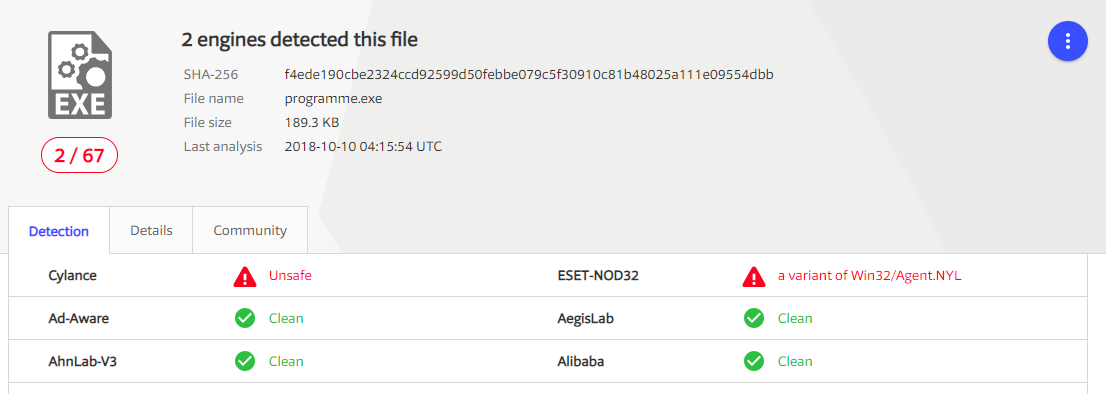 2 engines detected this file
SHA-256 f4ede190cbe2324ccd92599d50febbe079c5f30910c81b48025a111e09554dbb
File name programme.exe
File size 189.3 KB
Last analysis 2018-10-10 04:15:54 UTC
EXE
2 / 67
Detection Details Community
Cylance Unsafe ESET-NOD32 a variant of Win32/Agent.NYL
Ad-Aware Clean AegisLab Clean
AhnLab-V3 Clean Alibaba Clean